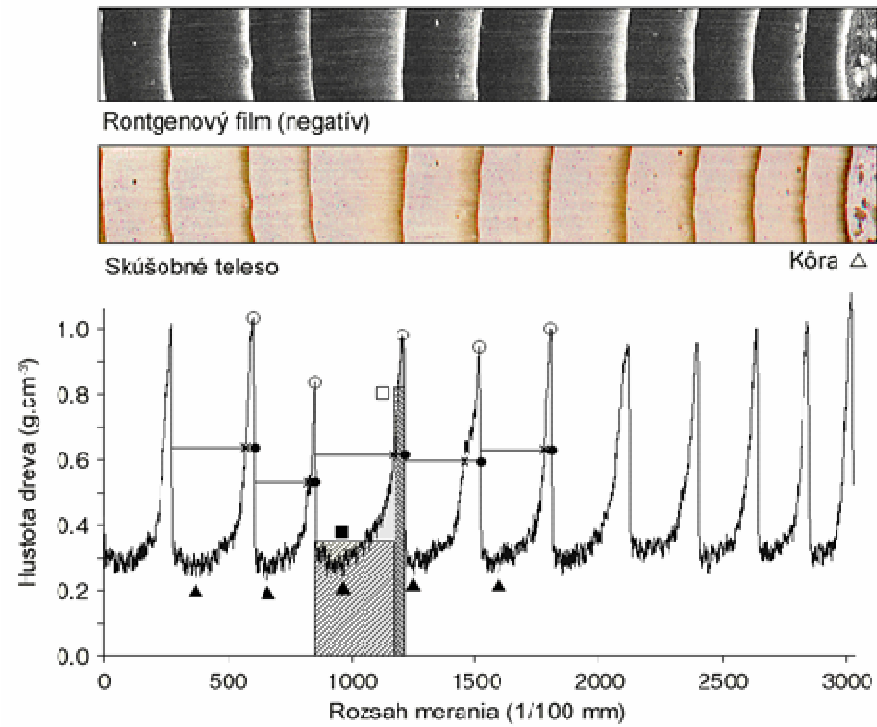 Rontgenový film (negatív)
Skúšobné teleso
Kôra △
Hustota dreva (g.cm⁻³)
1.0
0.8
0.6
0.4
0.2
0.0
0 500 1000 1500 2000 2500 3000
Rozsah merania (1/100 mm)